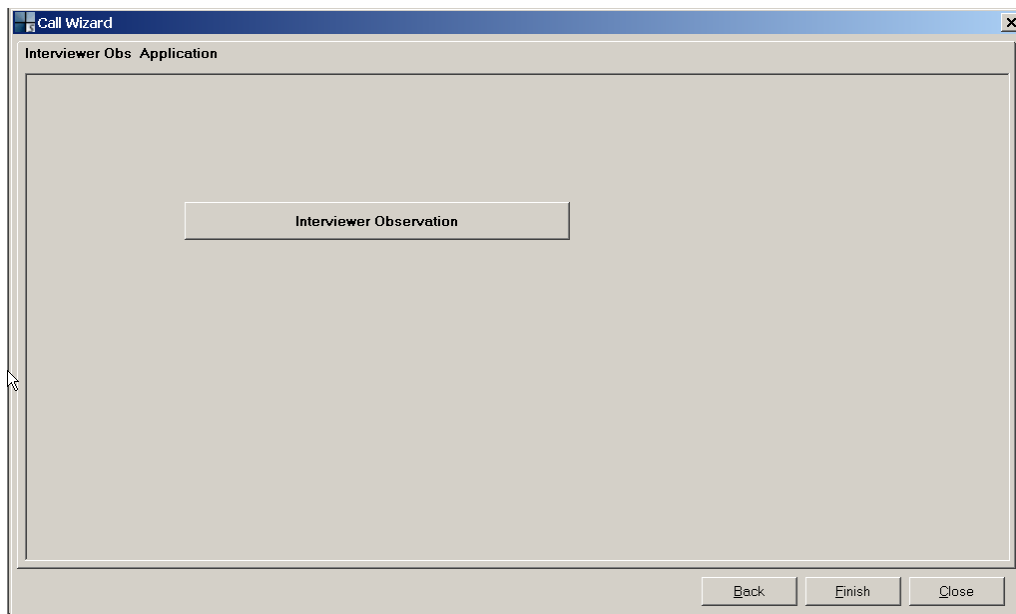 Call Wizard
Interviewer Obs Application
Interviewer Observation
Back Finish Close